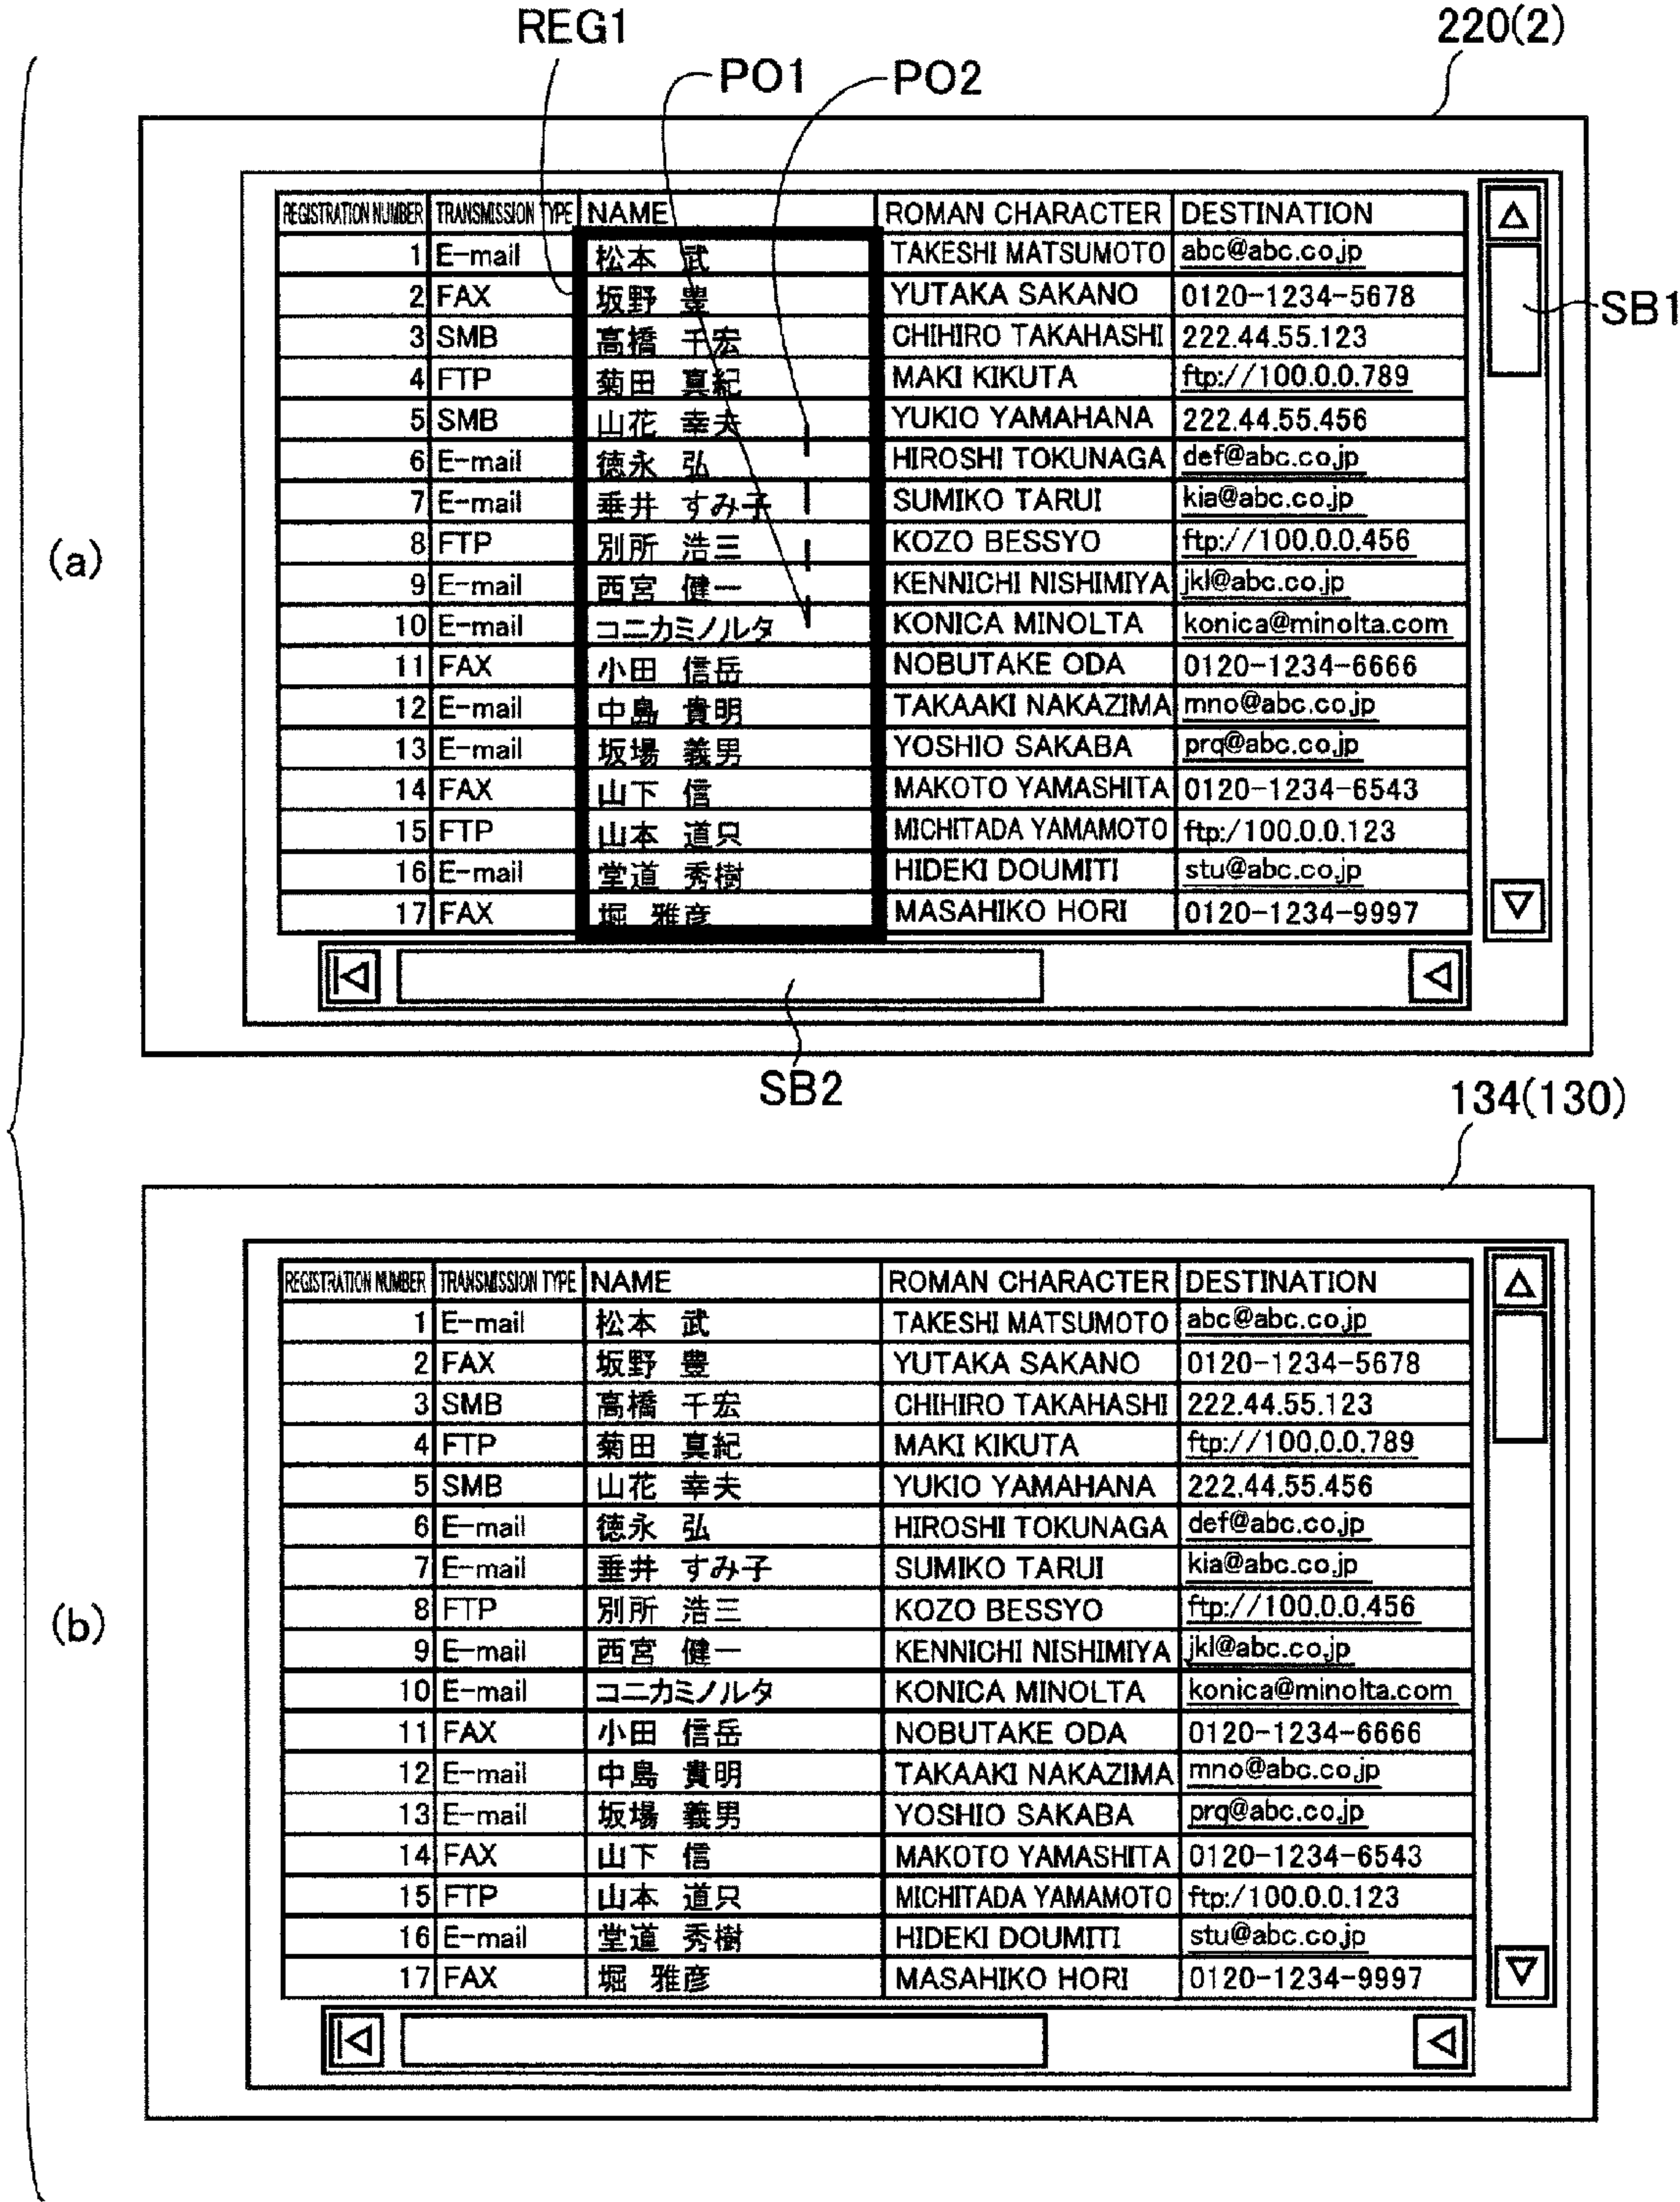 REG1
220(2)
PO1 PO2
REGISTRATION NUMBER TRANSMISSION TYPE NAME ROMAN CHARACTER DESTINATION
1 E-mail 松本 武 TAKESHI MATSUMOTO abc@abc.co.jp
2 FAX 坂野 豊 YUTAKA SAKANO 0120-1234-5678
SB1
3 SMB 高橋 千宏 CHIHIRO TAKAHASHI 222.44.55.123
4 FTP 菊田 真紀 MAKI KIKUTA ftp://100.0.0.789
5 SMB 山花 幸夫 YUKIO YAMAHANA 222.44.55.456
6 E-mail 徳永 弘 HIROSHI TOKUNAGA def@abc.co.jp
7 E-mail 垂井 すみ子 SUMIKO TARUI kia@abc.co.jp
(a)
8 FTP 別所 浩三 KOZO BESSYO ftp://100.0.0.456
9 E-mail 西宮 健一 KENNICHI NISHIMIYA jkl@abc.co.jp
10 E-mail コニカミノルタ KONICA MINOLTA konica@minolta.com
11 FAX 小田 信岳 NOBUTAKE ODA 0120-1234-6666
12 E-mail 中島 貴明 TAKAAKI NAKAZIMA mno@abc.co.jp
13 E-mail 坂場 義男 YOSHIO SAKABA prq@abc.co.jp
14 FAX 山下 信 MAKOTO YAMASHITA 0120-1234-6543
15 FTP 山本 道只 MICHITADA YAMAMOTO ftp:/100.0.0.123
16 E-mail 堂道 秀樹 HIDEKI DOUMITI stu@abc.co.jp
17 FAX 堀 雅彦 MASAHIKO HORI 0120-1234-9997
SB2
134(130)
REGISTRATION NUMBER TRANSMISSION TYPE NAME ROMAN CHARACTER DESTINATION
1 E-mail 松本 武 TAKESHI MATSUMOTO abc@abc.co.jp
2 FAX 坂野 豊 YUTAKA SAKANO 0120-1234-5678
3 SMB 高橋 千宏 CHIHIRO TAKAHASHI 222.44.55.123
4 FTP 菊田 真紀 MAKI KIKUTA ftp://100.0.0.789
5 SMB 山花 幸夫 YUKIO YAMAHANA 222.44.55.456
6 E-mail 徳永 弘 HIROSHI TOKUNAGA def@abc.co.jp
7 E-mail 垂井 すみ子 SUMIKO TARUI kia@abc.co.jp
(b)
8 FTP 別所 浩三 KOZO BESSYO ftp://100.0.0.456
9 E-mail 西宮 健一 KENNICHI NISHIMIYA jkl@abc.co.jp
10 E-mail コニカミノルタ KONICA MINOLTA konica@minolta.com
11 FAX 小田 信岳 NOBUTAKE ODA 0120-1234-6666
12 E-mail 中島 貴明 TAKAAKI NAKAZIMA mno@abc.co.jp
13 E-mail 坂場 義男 YOSHIO SAKABA prq@abc.co.jp
14 FAX 山下 信 MAKOTO YAMASHITA 0120-1234-6543
15 FTP 山本 道只 MICHITADA YAMAMOTO ftp:/100.0.0.123
16 E-mail 堂道 秀樹 HIDEKI DOUMITI stu@abc.co.jp
17 FAX 堀 雅彦 MASAHIKO HORI 0120-1234-9997